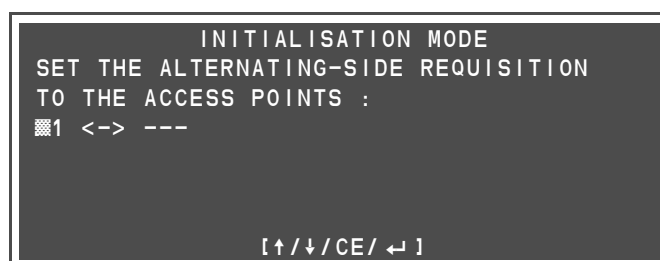 INITIALISATION MODE
SET THE ALTERNATING-SIDE REQUISITION
TO THE ACCESS POINTS :
▒1 <-> ---
[↑/↓/CE/↵]